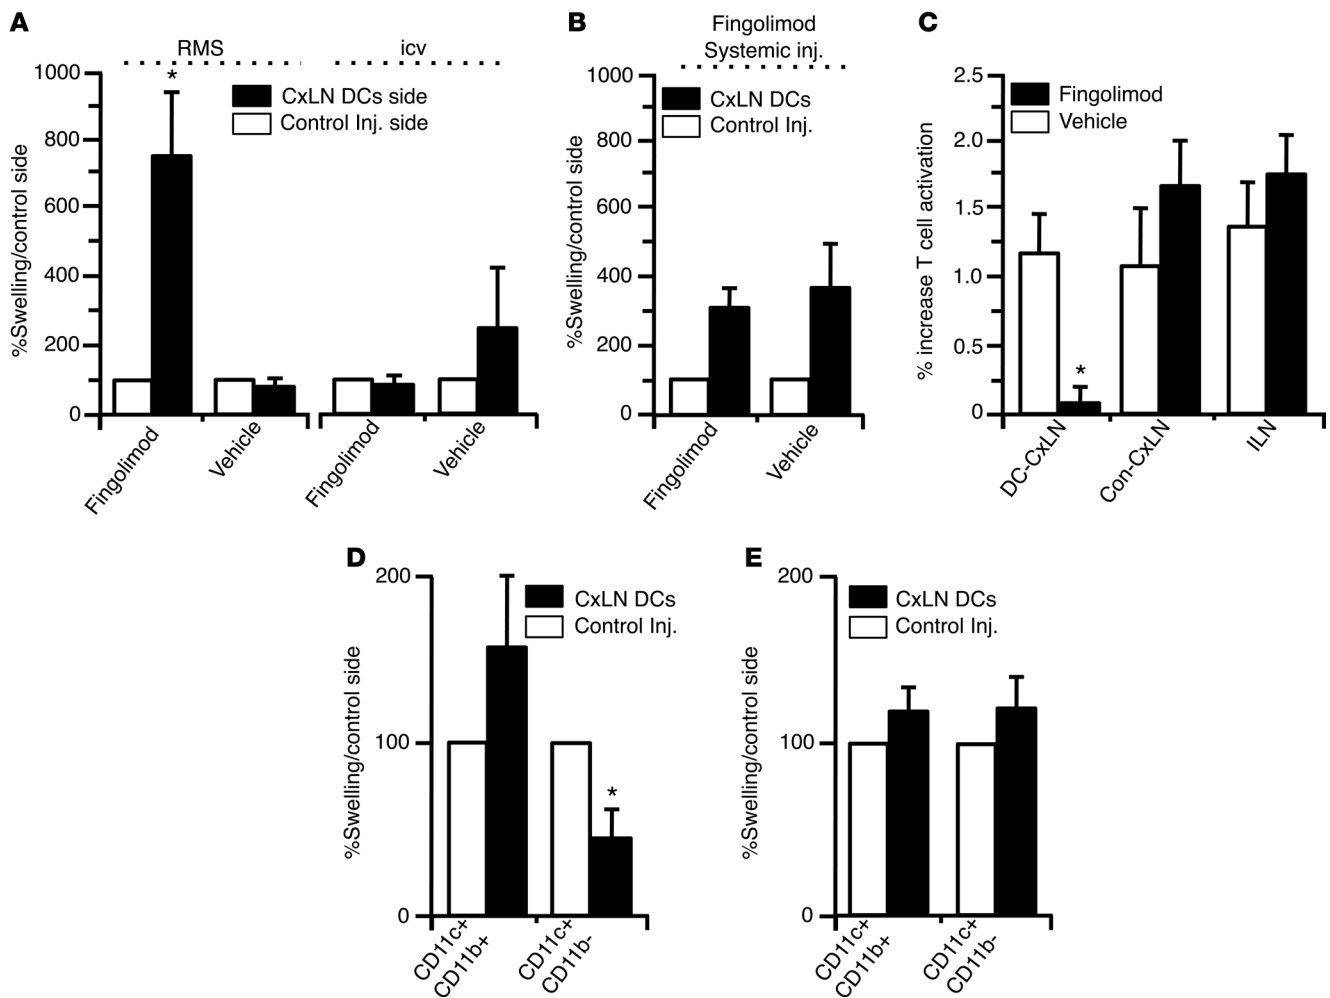 A
RMS
icv
%Swelling/control side
1000
800
600
400
200
0
*
CxLN DCs side
Control Inj. side
Fingolimod
Vehicle
Fingolimod
Vehicle
B
Fingolimod
Systemic inj.
%Swelling/control side
1000
800
600
400
200
0
CxLN DCs
Control Inj.
Fingolimod
Vehicle
C
% increase T cell activation
2.5
2.0
1.5
1.0
0.5
0
Fingolimod
Vehicle
*
DC-CxLN
Con-CxLN
ILN
D
%Swelling/control side
200
100
0
CxLN DCs
Control Inj.
*
CD11c+
CD11b+
CD11c+
CD11b-
E
%Swelling/control side
200
100
0
CxLN DCs
Control Inj.
CD11c+
CD11b+
CD11c+
CD11b-